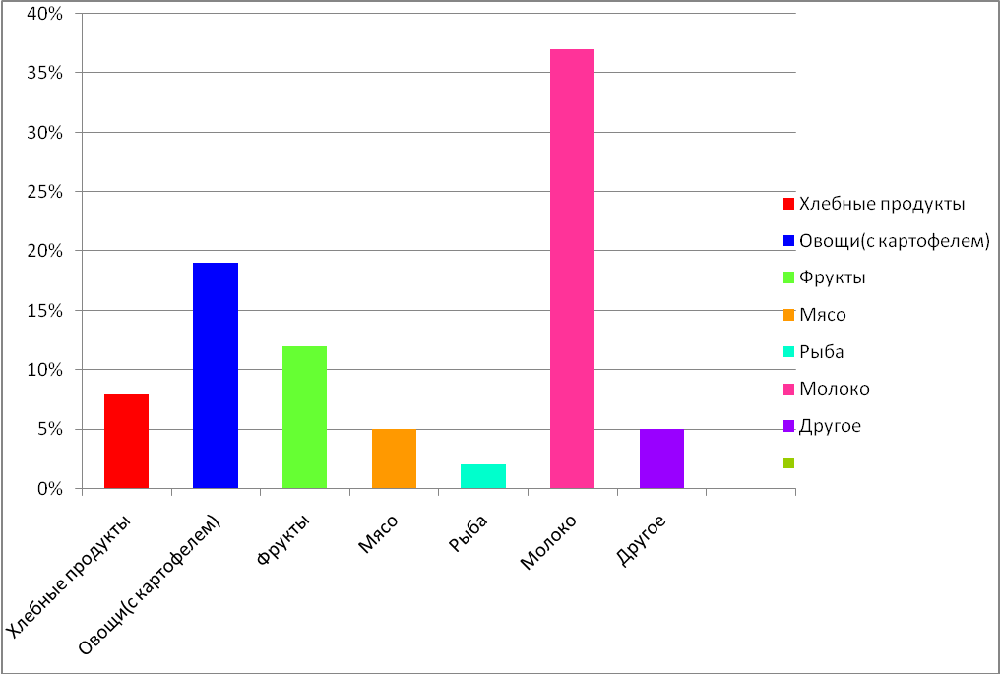 40%
35%
30%
25%
20%
15%
10%
5%
0%
Хлебные продукты
Овощи(с картофелем)
Фрукты
Мясо
Рыба
Молоко
Другое
Хлебные продукты
Овощи(с картофелем)
Фрукты
Мясо
Рыба
Молоко
Другое